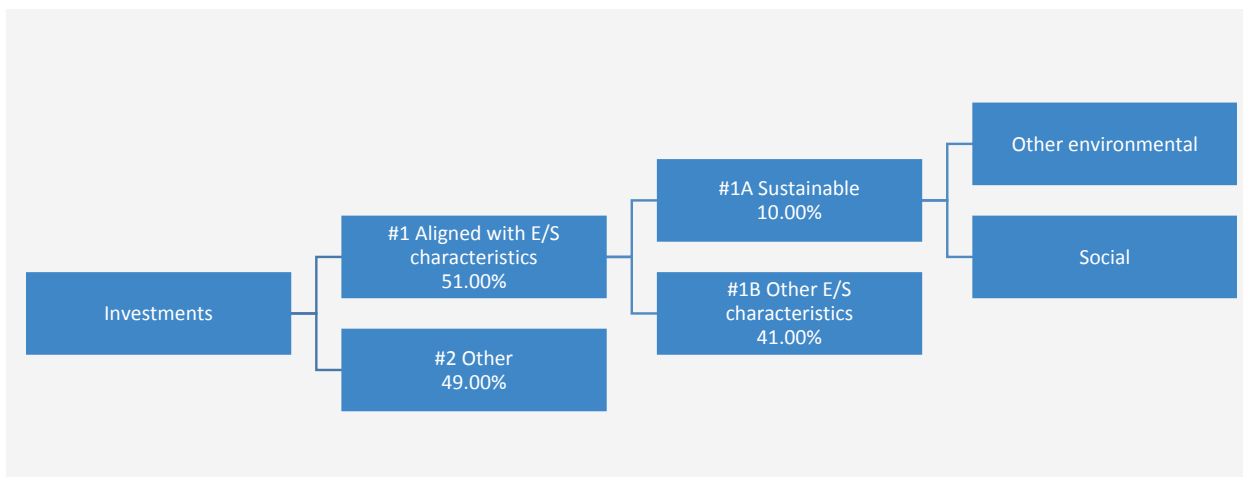 Investments
#1 Aligned with E/S
characteristics
51.00%
#2 Other
49.00%
#1A Sustainable
10.00%
#1B Other E/S
characteristics
41.00%
Other environmental
Social